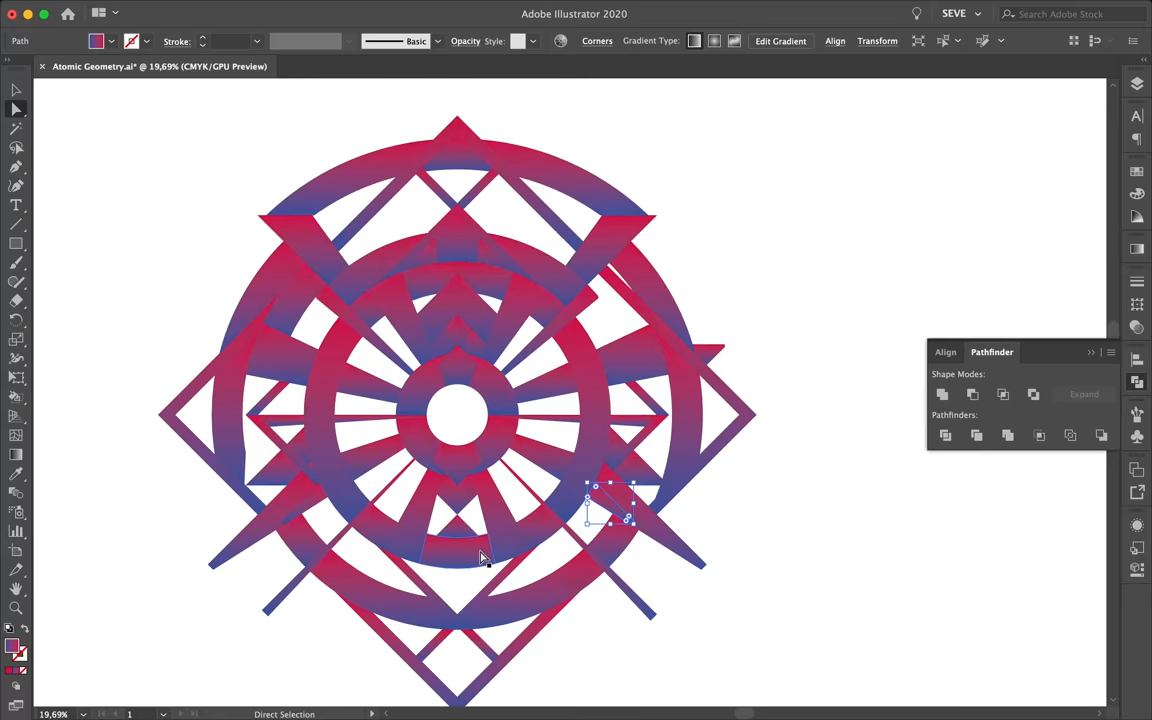 Adobe Illustrator 2020
SEVE
Search Adobe Stock
Path
Stroke:
Basic
Opacity
Style:
Corners
Gradient Type:
Edit Gradient
Align
Transform
× Atomic Geometry.ai* @ 19,69% (CMYK/GPU Preview)
Align
Pathfinder
Shape Modes:
Expand
Pathfinders:
19,69%
1
Direct Selection